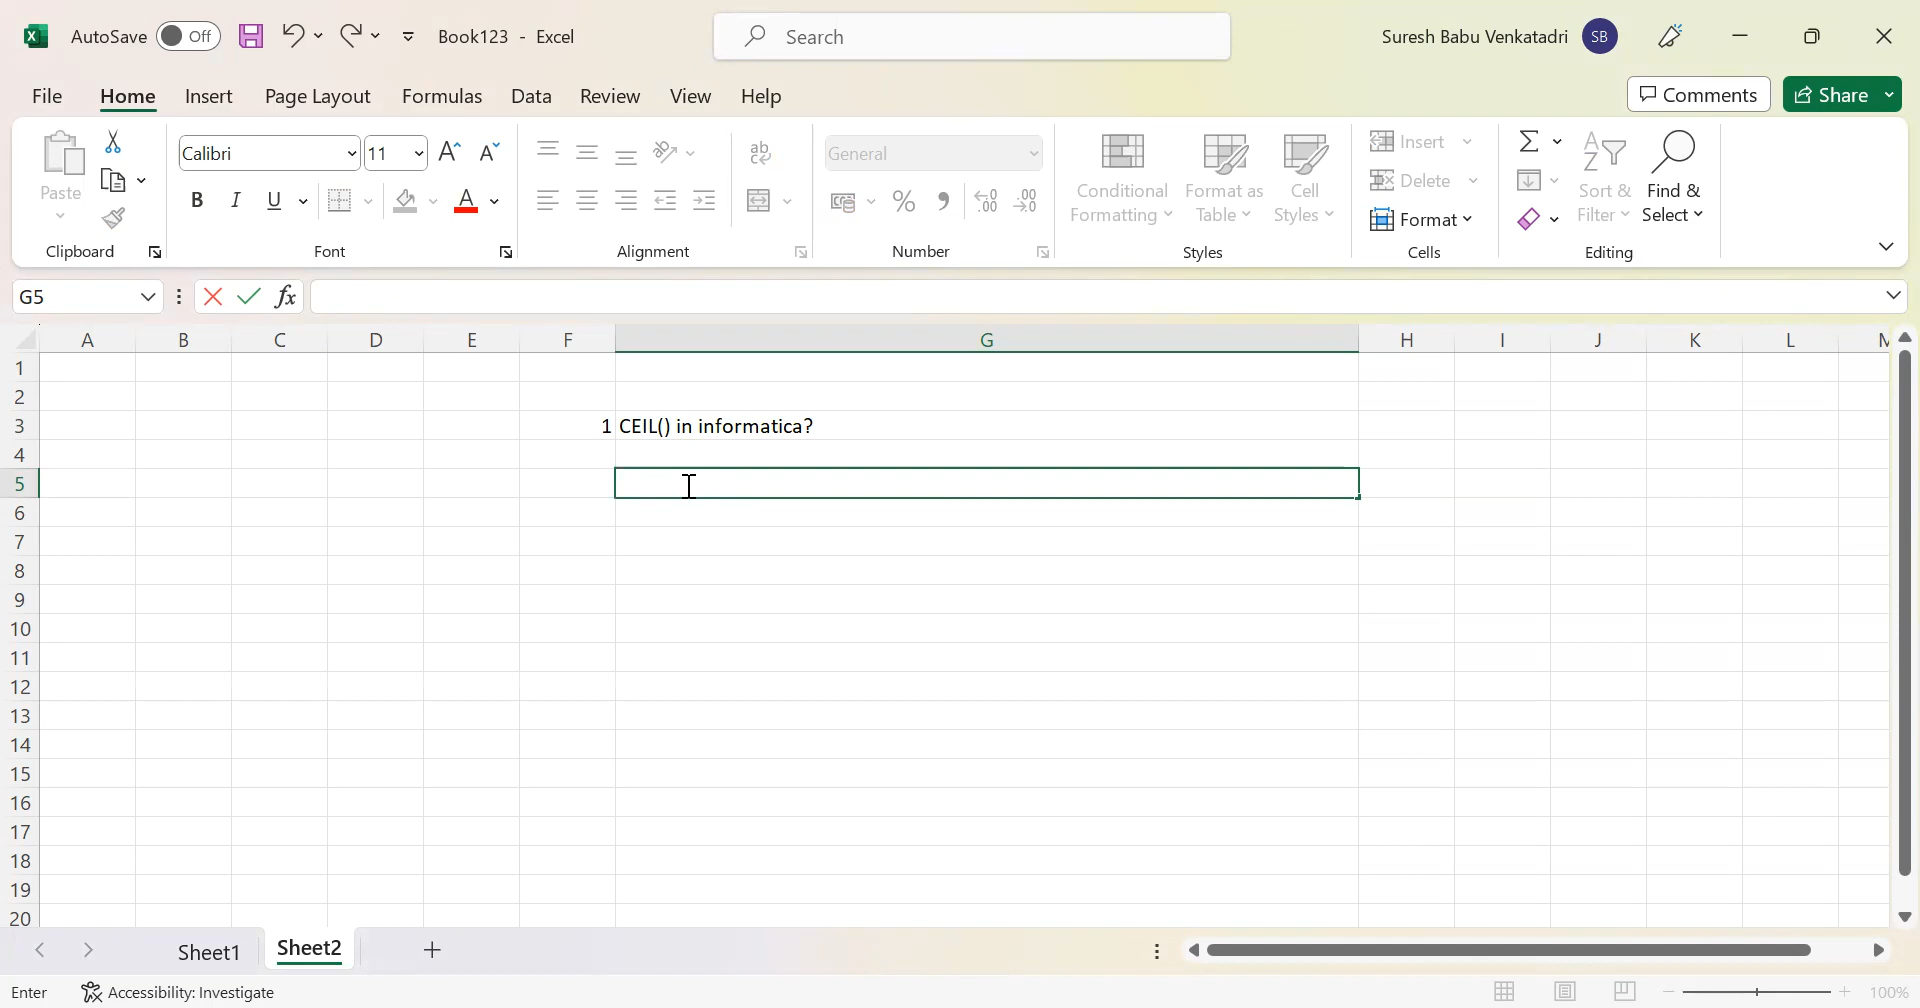 AutoSave Off Book123 - Excel Search Suresh Babu Venkatadri SB
File Home Insert Page Layout Formulas Data Review View Help Comments Share
Paste Calibri 11 A A ab General Conditional Formatting Format as Table Cell Styles Insert Delete Format Sort & Filter Find & Select
B I U A % .00
Clipboard Font Alignment Number Styles Cells Editing
G5 fx
A B C D E F G H I J K L M
1
2
3 1 CEIL() in informatica?
4
5
6
7
8
9
10
11
12
13
14
15
16
17
18
19
20
Sheet1 Sheet2
Enter Accessibility: Investigate 100%